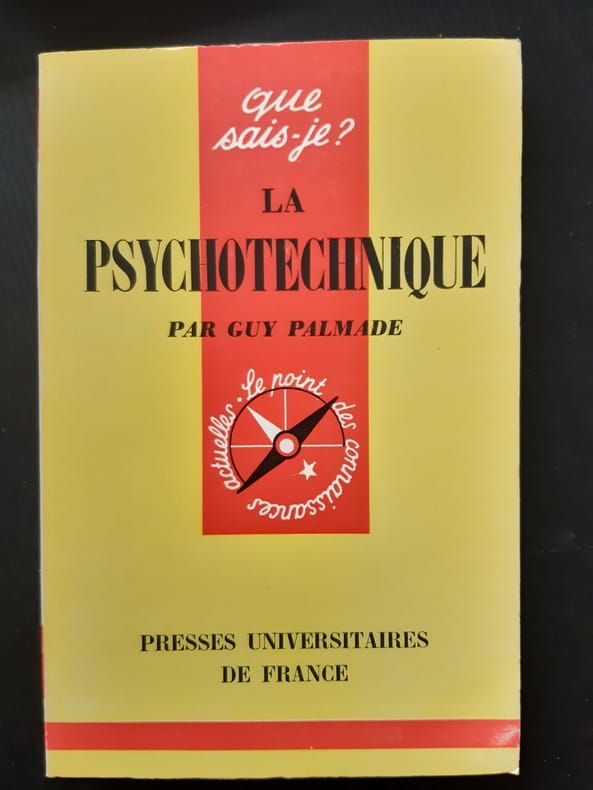 que
sais-je?
LA
PSYCHOTECHNIQUE
PAR GUY PALMADE
Le point des connaissances actuelles.
PRESSES UNIVERSITAIRES
DE FRANCE